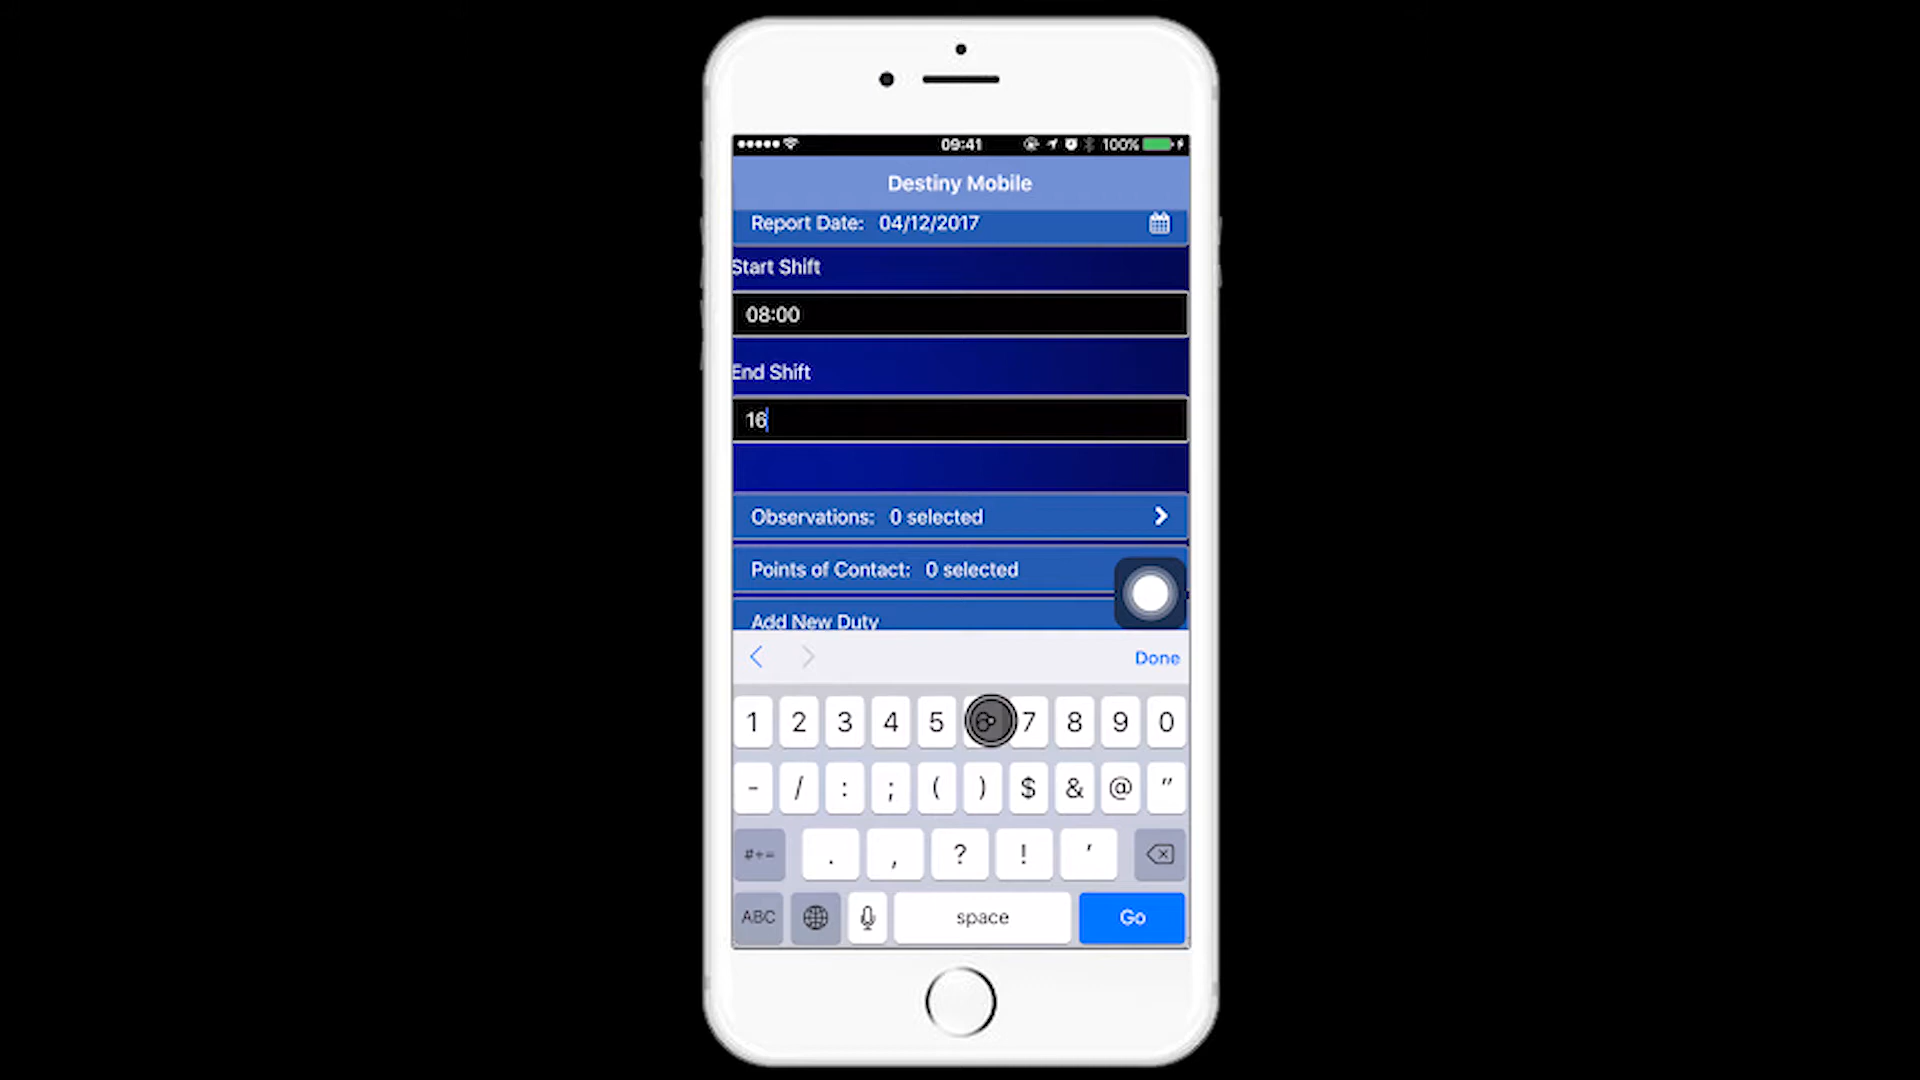 09:41 100%
Destiny Mobile
Report Date: 04/12/2017
Start Shift
08:00
End Shift
16
Observations: 0 selected
Points of Contact: 0 selected
Add New Duty
Done
1 2 3 4 5 6 7 8 9 0
- / : ; ( ) $ & @ "
#+= . , ? ! '
ABC space Go